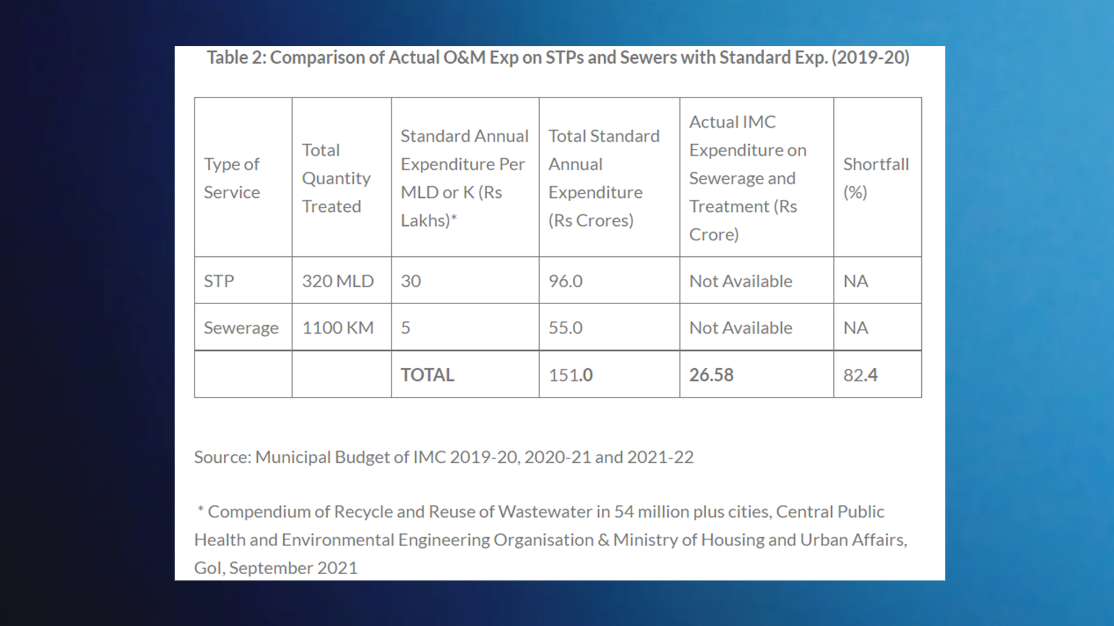 Table 2: Comparison of Actual O&M Exp on STPs and Sewers with Standard Exp. (2019-20)
Type of
Service
Total
Quantity
Treated
Standard Annual
Expenditure Per
MLD or K (Rs
Lakhs)*
Total Standard
Annual
Expenditure
(Rs Crores)
Actual IMC
Expenditure on
Sewerage and
Treatment (Rs
Crore)
Shortfall
(%)
STP 320 MLD 30 96.0 Not Available NA
Sewerage 1100 KM 5 55.0 Not Available NA
TOTAL 151.0 26.58 82.4
Source: Municipal Budget of IMC 2019-20, 2020-21 and 2021-22
* Compendium of Recycle and Reuse of Wastewater in 54 million plus cities, Central Public
Health and Environmental Engineering Organisation & Ministry of Housing and Urban Affairs,
GoI, September 2021